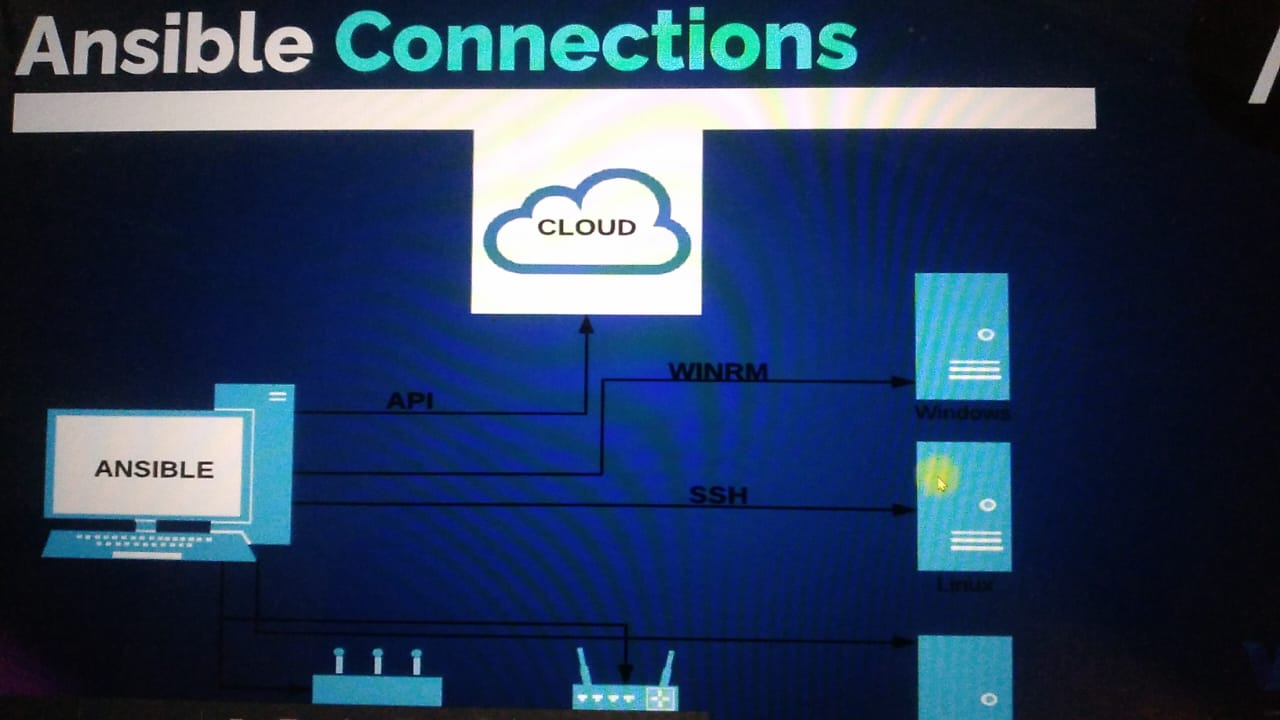 Ansible Connections
CLOUD
WINRM
API
Windows
ANSIBLE
SSH
Linux